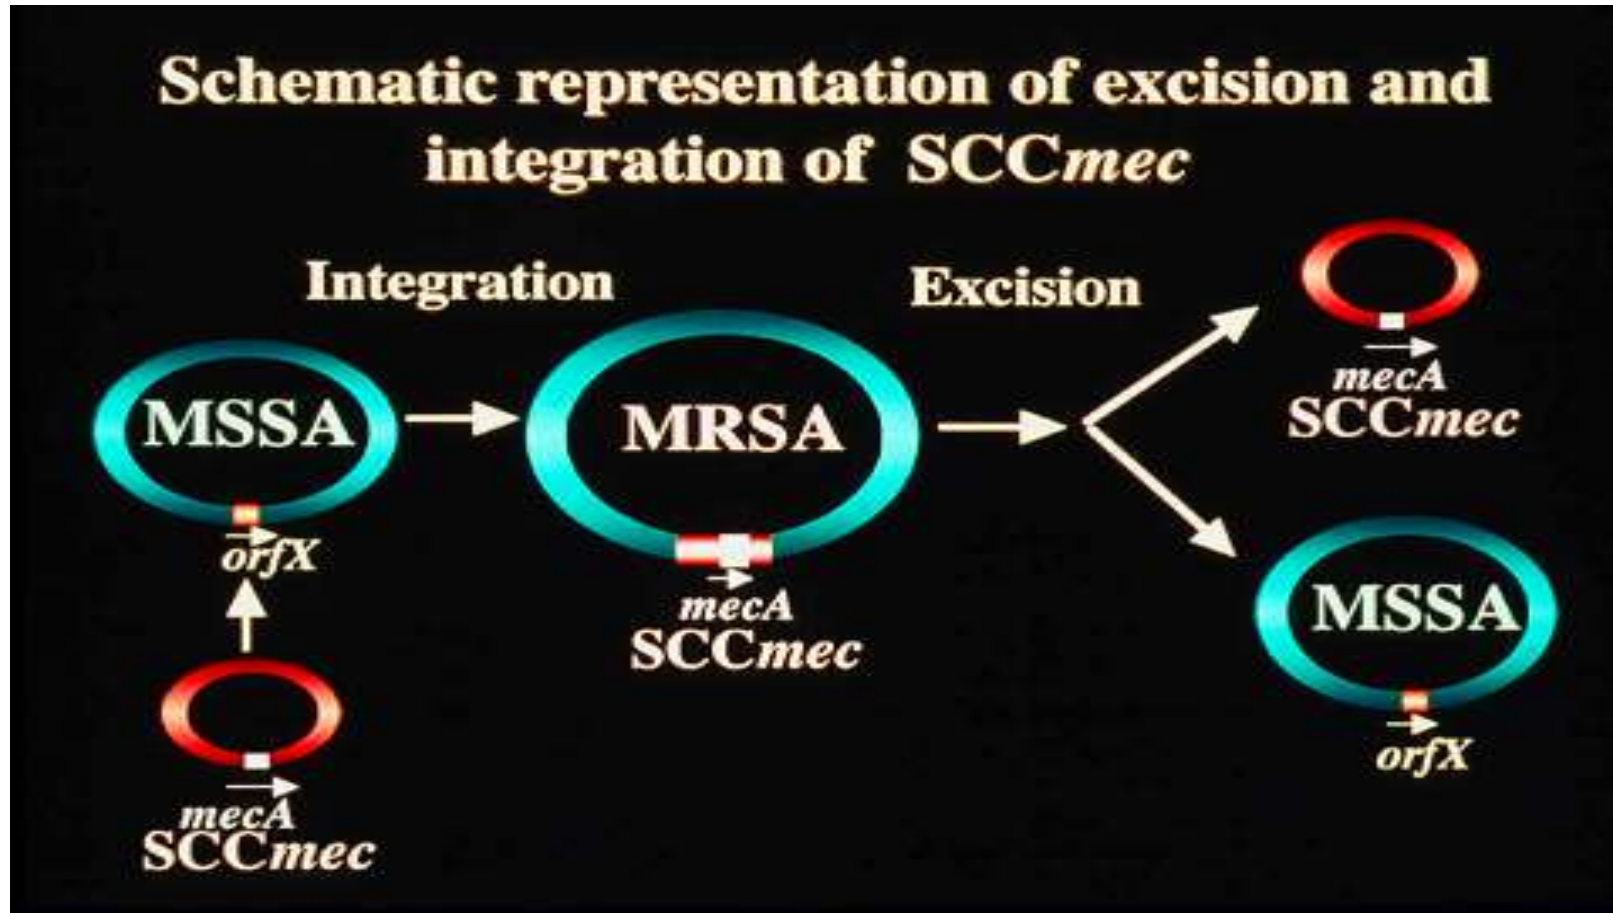 Schematic representation of excision and
integration of SCCmec
Integration
Excision
MSSA
orfX
mecA
SCCmec
MRSA
mecA
SCCmec
mecA
SCCmec
MSSA
orfX